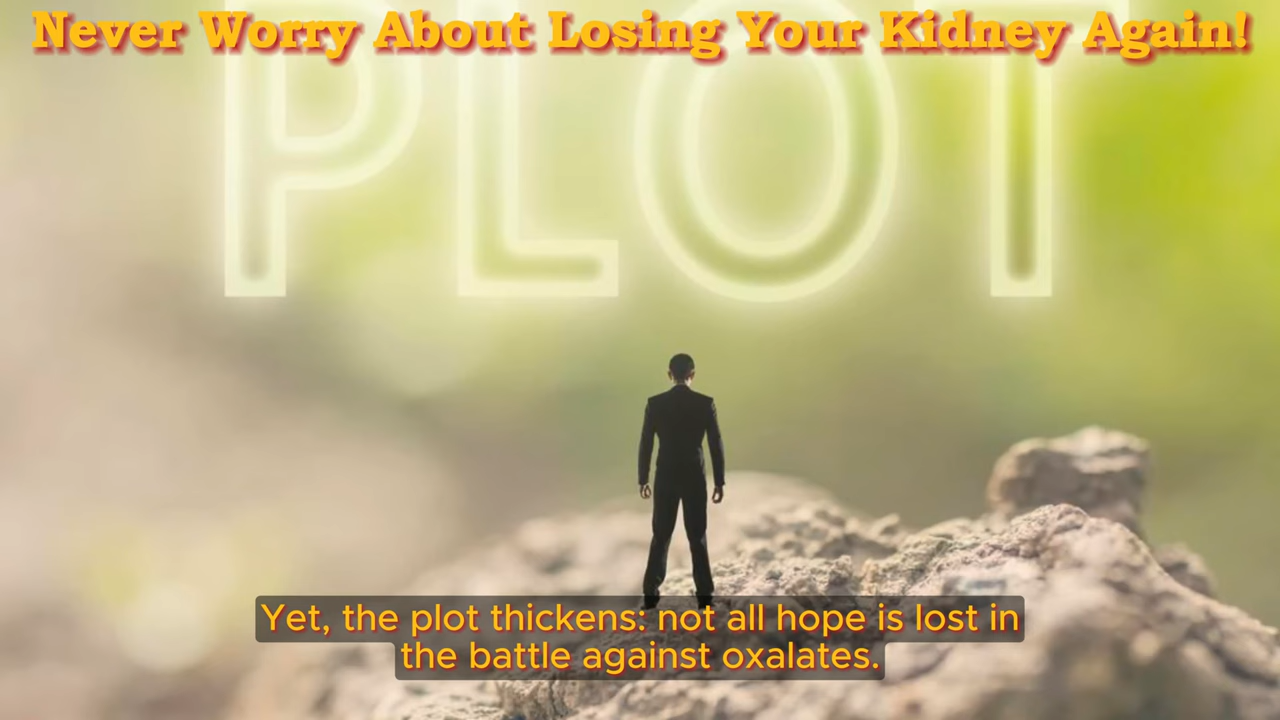 Never Worry About Losing Your Kidney Again!
PLOT
Yet, the plot thickens: not all hope is lost in
the battle against oxalates.